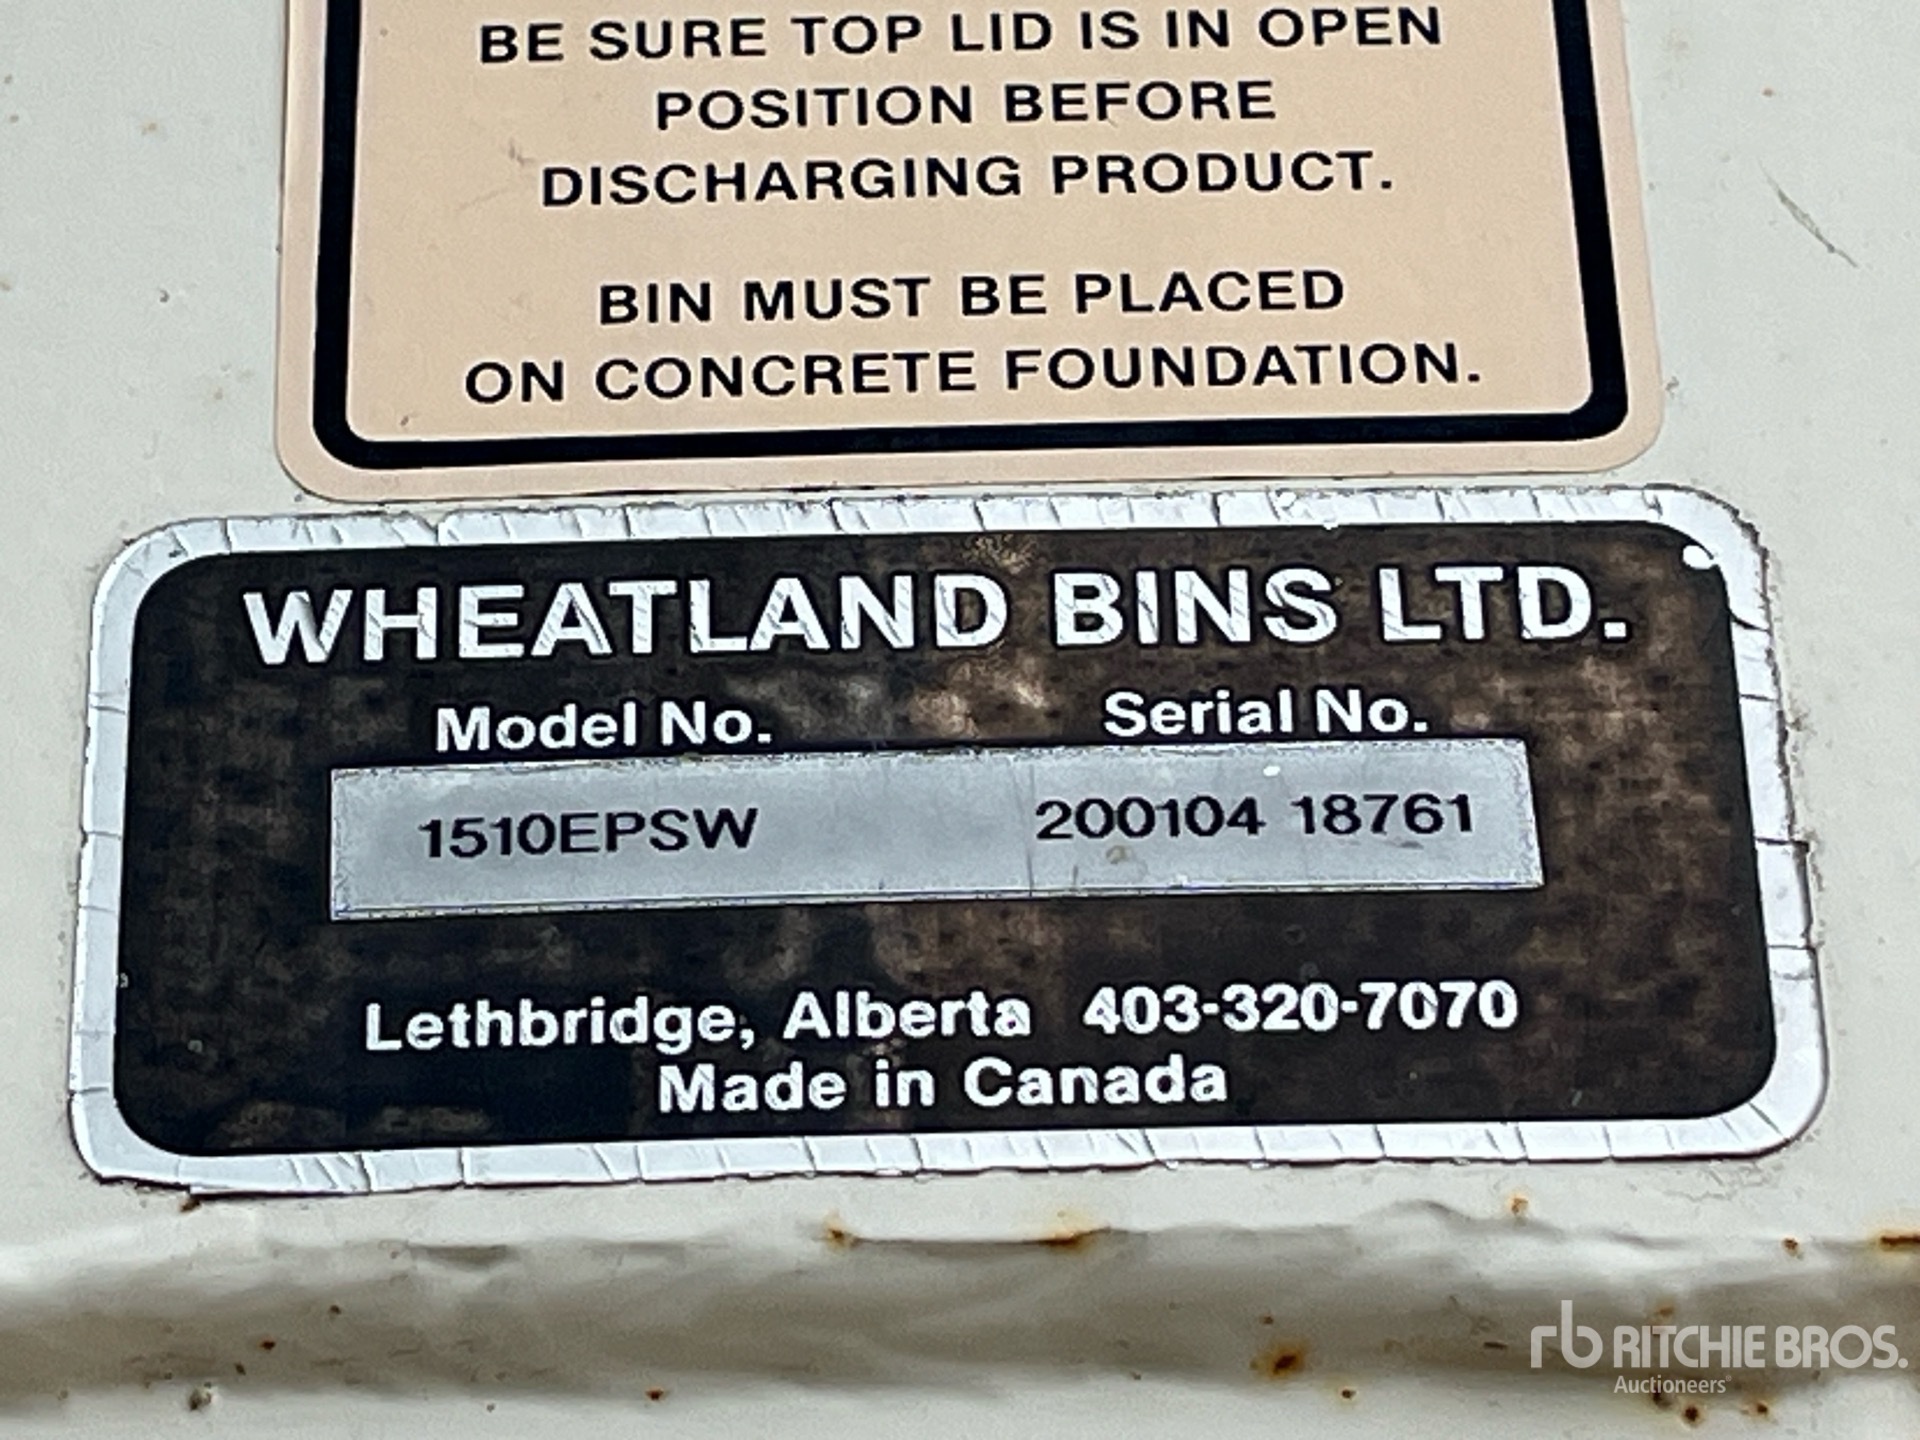 BE SURE TOP LID IS IN OPEN
POSITION BEFORE
DISCHARGING PRODUCT.
BIN MUST BE PLACED
ON CONCRETE FOUNDATION.
WHEATLAND BINS LTD.
Model No. Serial No.
1510EPSW 200104 18761
Lethbridge, Alberta 403-320-7070
Made in Canada
rb RITCHIE BROS.
Auctioneers